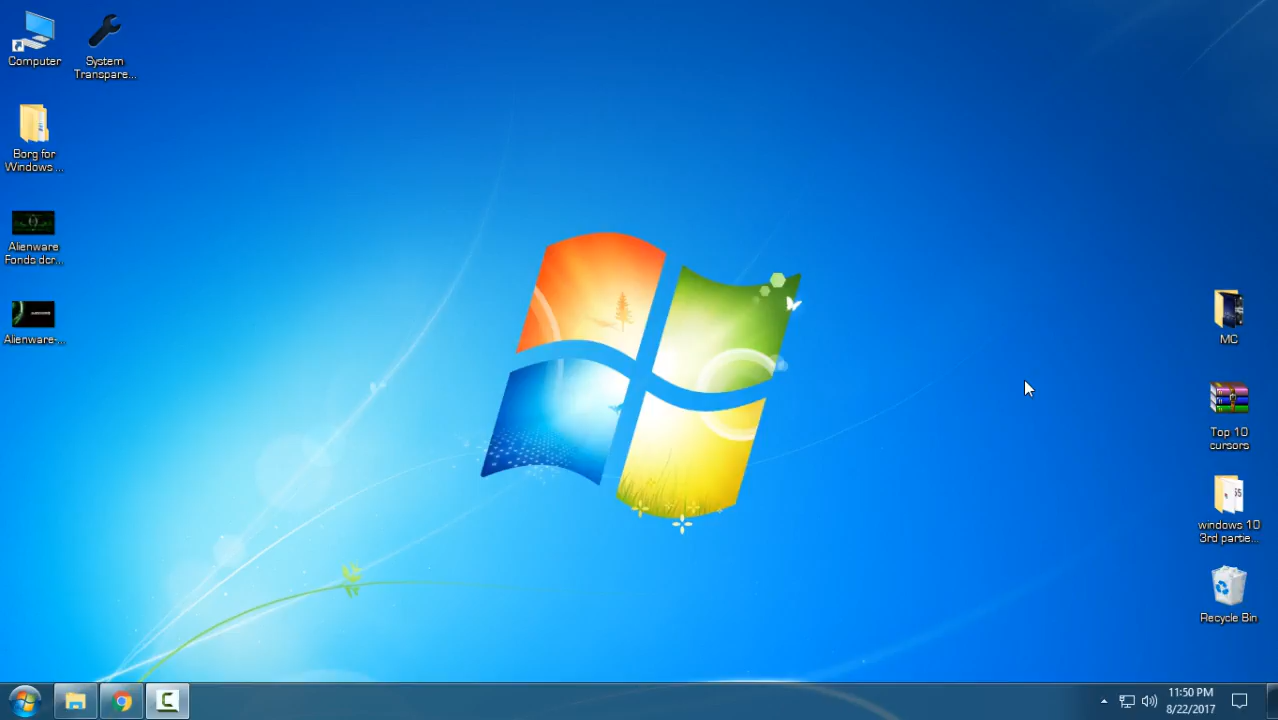 Computer
System
Transpare...
Borg for
Windows ...
Alienware
Fonds dcr...
Alienware-...
MC
Top 10
cursors
windows 10
3rd partie...
Recycle Bin
11:50 PM
8/22/2017